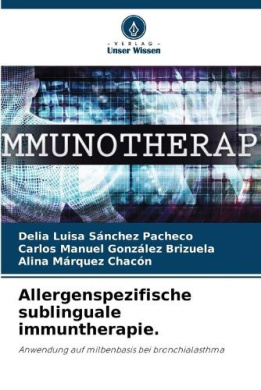 VERLAG
Unser Wissen
MMUNOTHERAP
Delia Luisa Sánchez Pacheco
Carlos Manuel González Brizuela
Alina Márquez Chacón
Allergenspezifische
sublinguale
immuntherapie.
Anwendung auf milbenbasis bei bronchialasthma